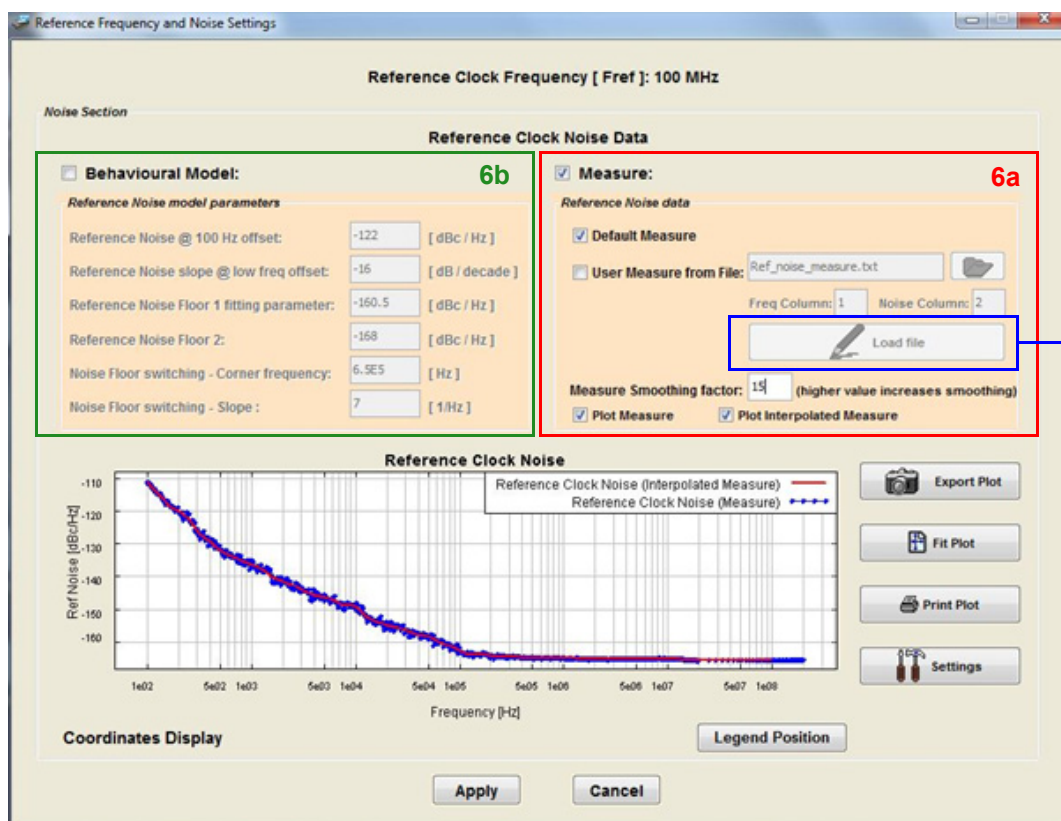 Reference Frequency and Noise Settings
Reference Clock Frequency [ Fref ]: 100 MHz
Noise Section
Reference Clock Noise Data
Behavioural Model: 6b
Reference Noise model parameters
Reference Noise @ 100 Hz offset: -122 [ dBc / Hz ]
Reference Noise slope @ low freq offset: -16 [ dB / decade ]
Reference Noise Floor 1 fitting parameter: -160.5 [ dBc / Hz ]
Reference Noise Floor 2: -168 [ dBc / Hz ]
Noise Floor switching - Corner frequency: 6.5E5 [ Hz ]
Noise Floor switching - Slope : 7 [ 1/Hz ]
Measure: 6a
Reference Noise data
Default Measure
User Measure from File: Ref_noise_measure.txt
Freq Column: 1 Noise Column: 2
Load file
Measure Smoothing factor: 15 (higher value increases smoothing)
Plot Measure Plot Interpolated Measure
Reference Clock Noise
Reference Clock Noise (Interpolated Measure)
Reference Clock Noise (Measure)
Ref Noise [dBc/Hz]
-110
-120
-130
-140
-150
-160
1e02 5e02 1e03 5e03 1e04 5e04 1e05 5e05 1e06 5e06 1e07 5e07 1e08
Frequency [Hz]
Export Plot
Fit Plot
Print Plot
Settings
Coordinates Display
Legend Position
Apply Cancel